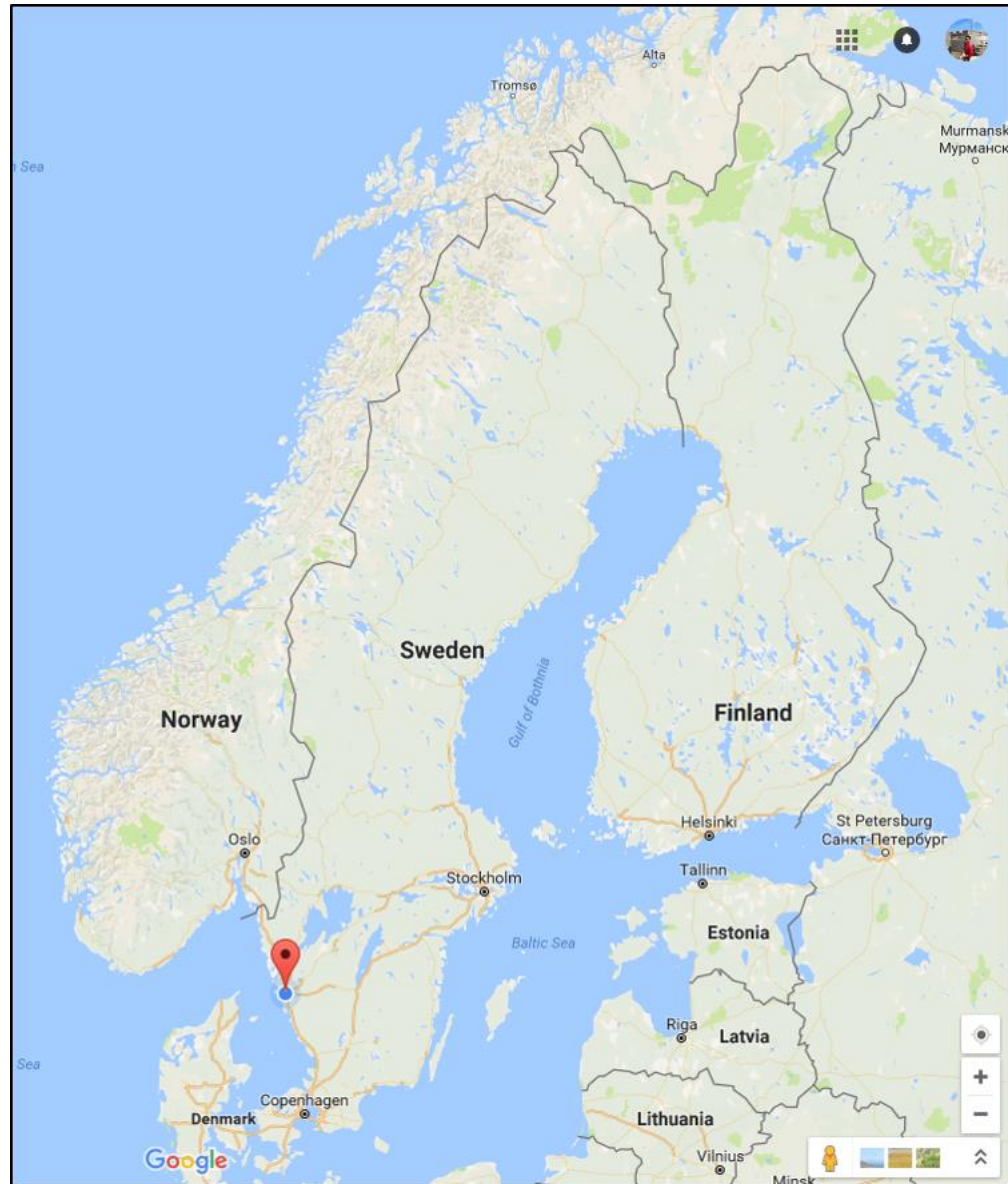 Alta
Tromsø
Murmansk
Мурманск
Sea
Sweden
Gulf of Bothnia
Norway
Finland
Oslo
Helsinki
St Petersburg
Санкт-Петербург
Stockholm
Tallinn
Estonia
Baltic Sea
Riga
Latvia
Sea
Copenhagen
Denmark
Lithuania
Google
Vilnius
Minsk